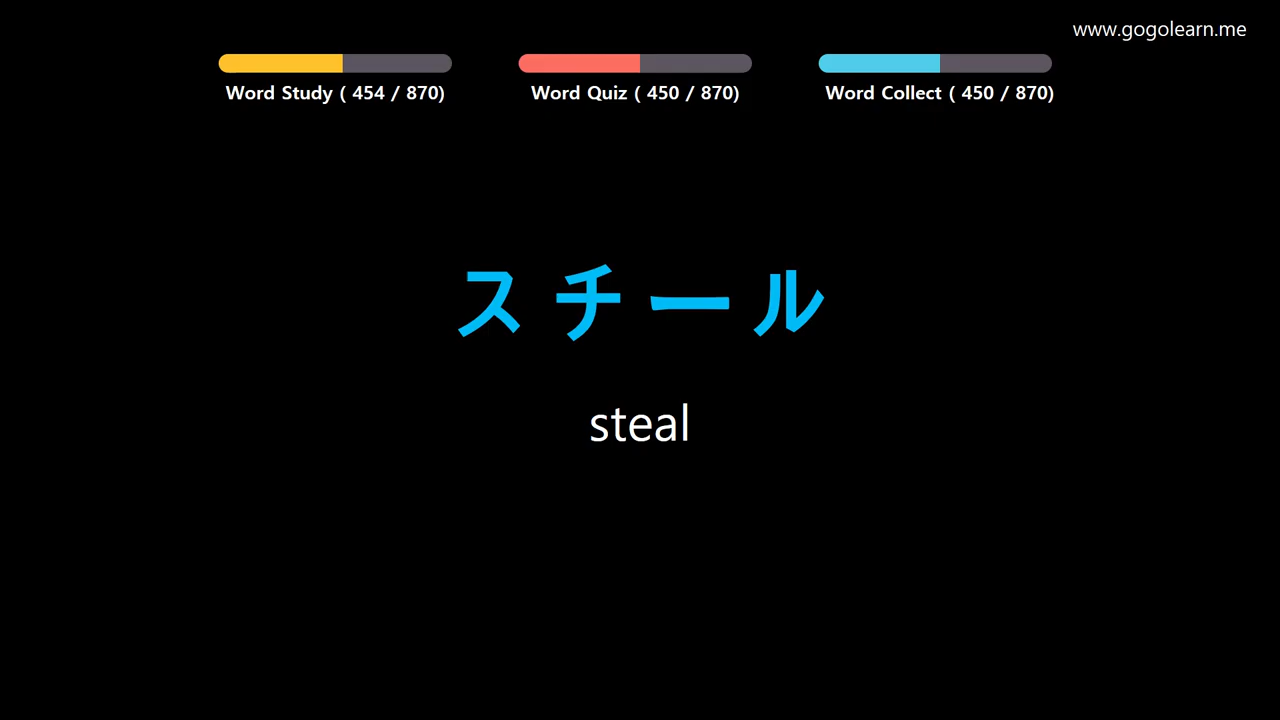 www.gogolearn.me
Word Study ( 454 / 870)
Word Quiz ( 450 / 870)
Word Collect ( 450 / 870)
スチール
steal